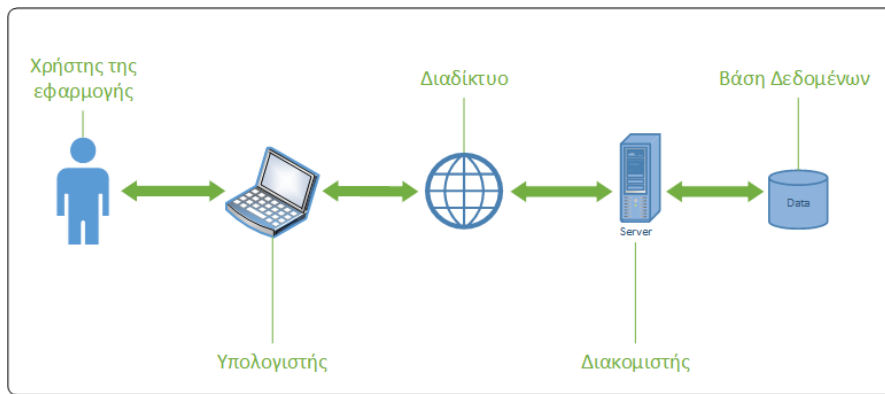 Χρήστης της
εφαρμογής
Διαδίκτυο
Βάση Δεδομένων
Data
Server
Υπολογιστής
Διακομιστής